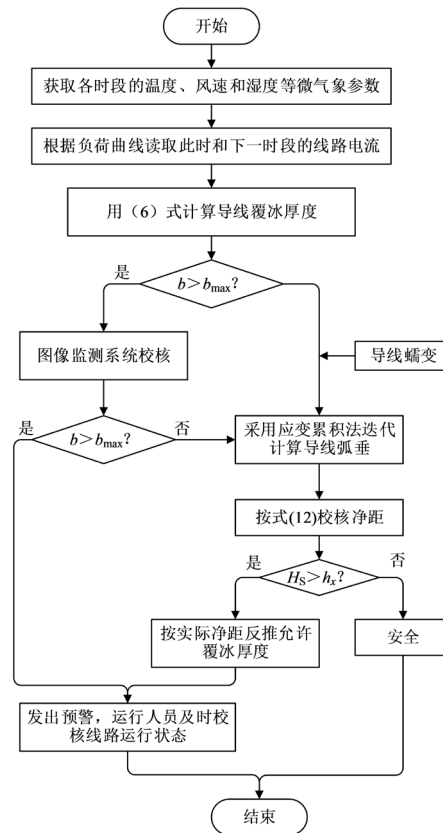 开始
获取各时段的温度、风速和湿度等微气象参数
根据负荷曲线读取此时和下一时段的线路电流
用（6）式计算导线覆冰厚度
是
b＞bmax?
图像监测系统校核
导线蠕变
是
b＞bmax?
否
采用应变累积法迭代
计算导线弧垂
按式(12)校核净距
是
HS＞hx?
否
按实际净距反推允许
覆冰厚度
安全
发出预警，运行人员及时校
核线路运行状态
结束